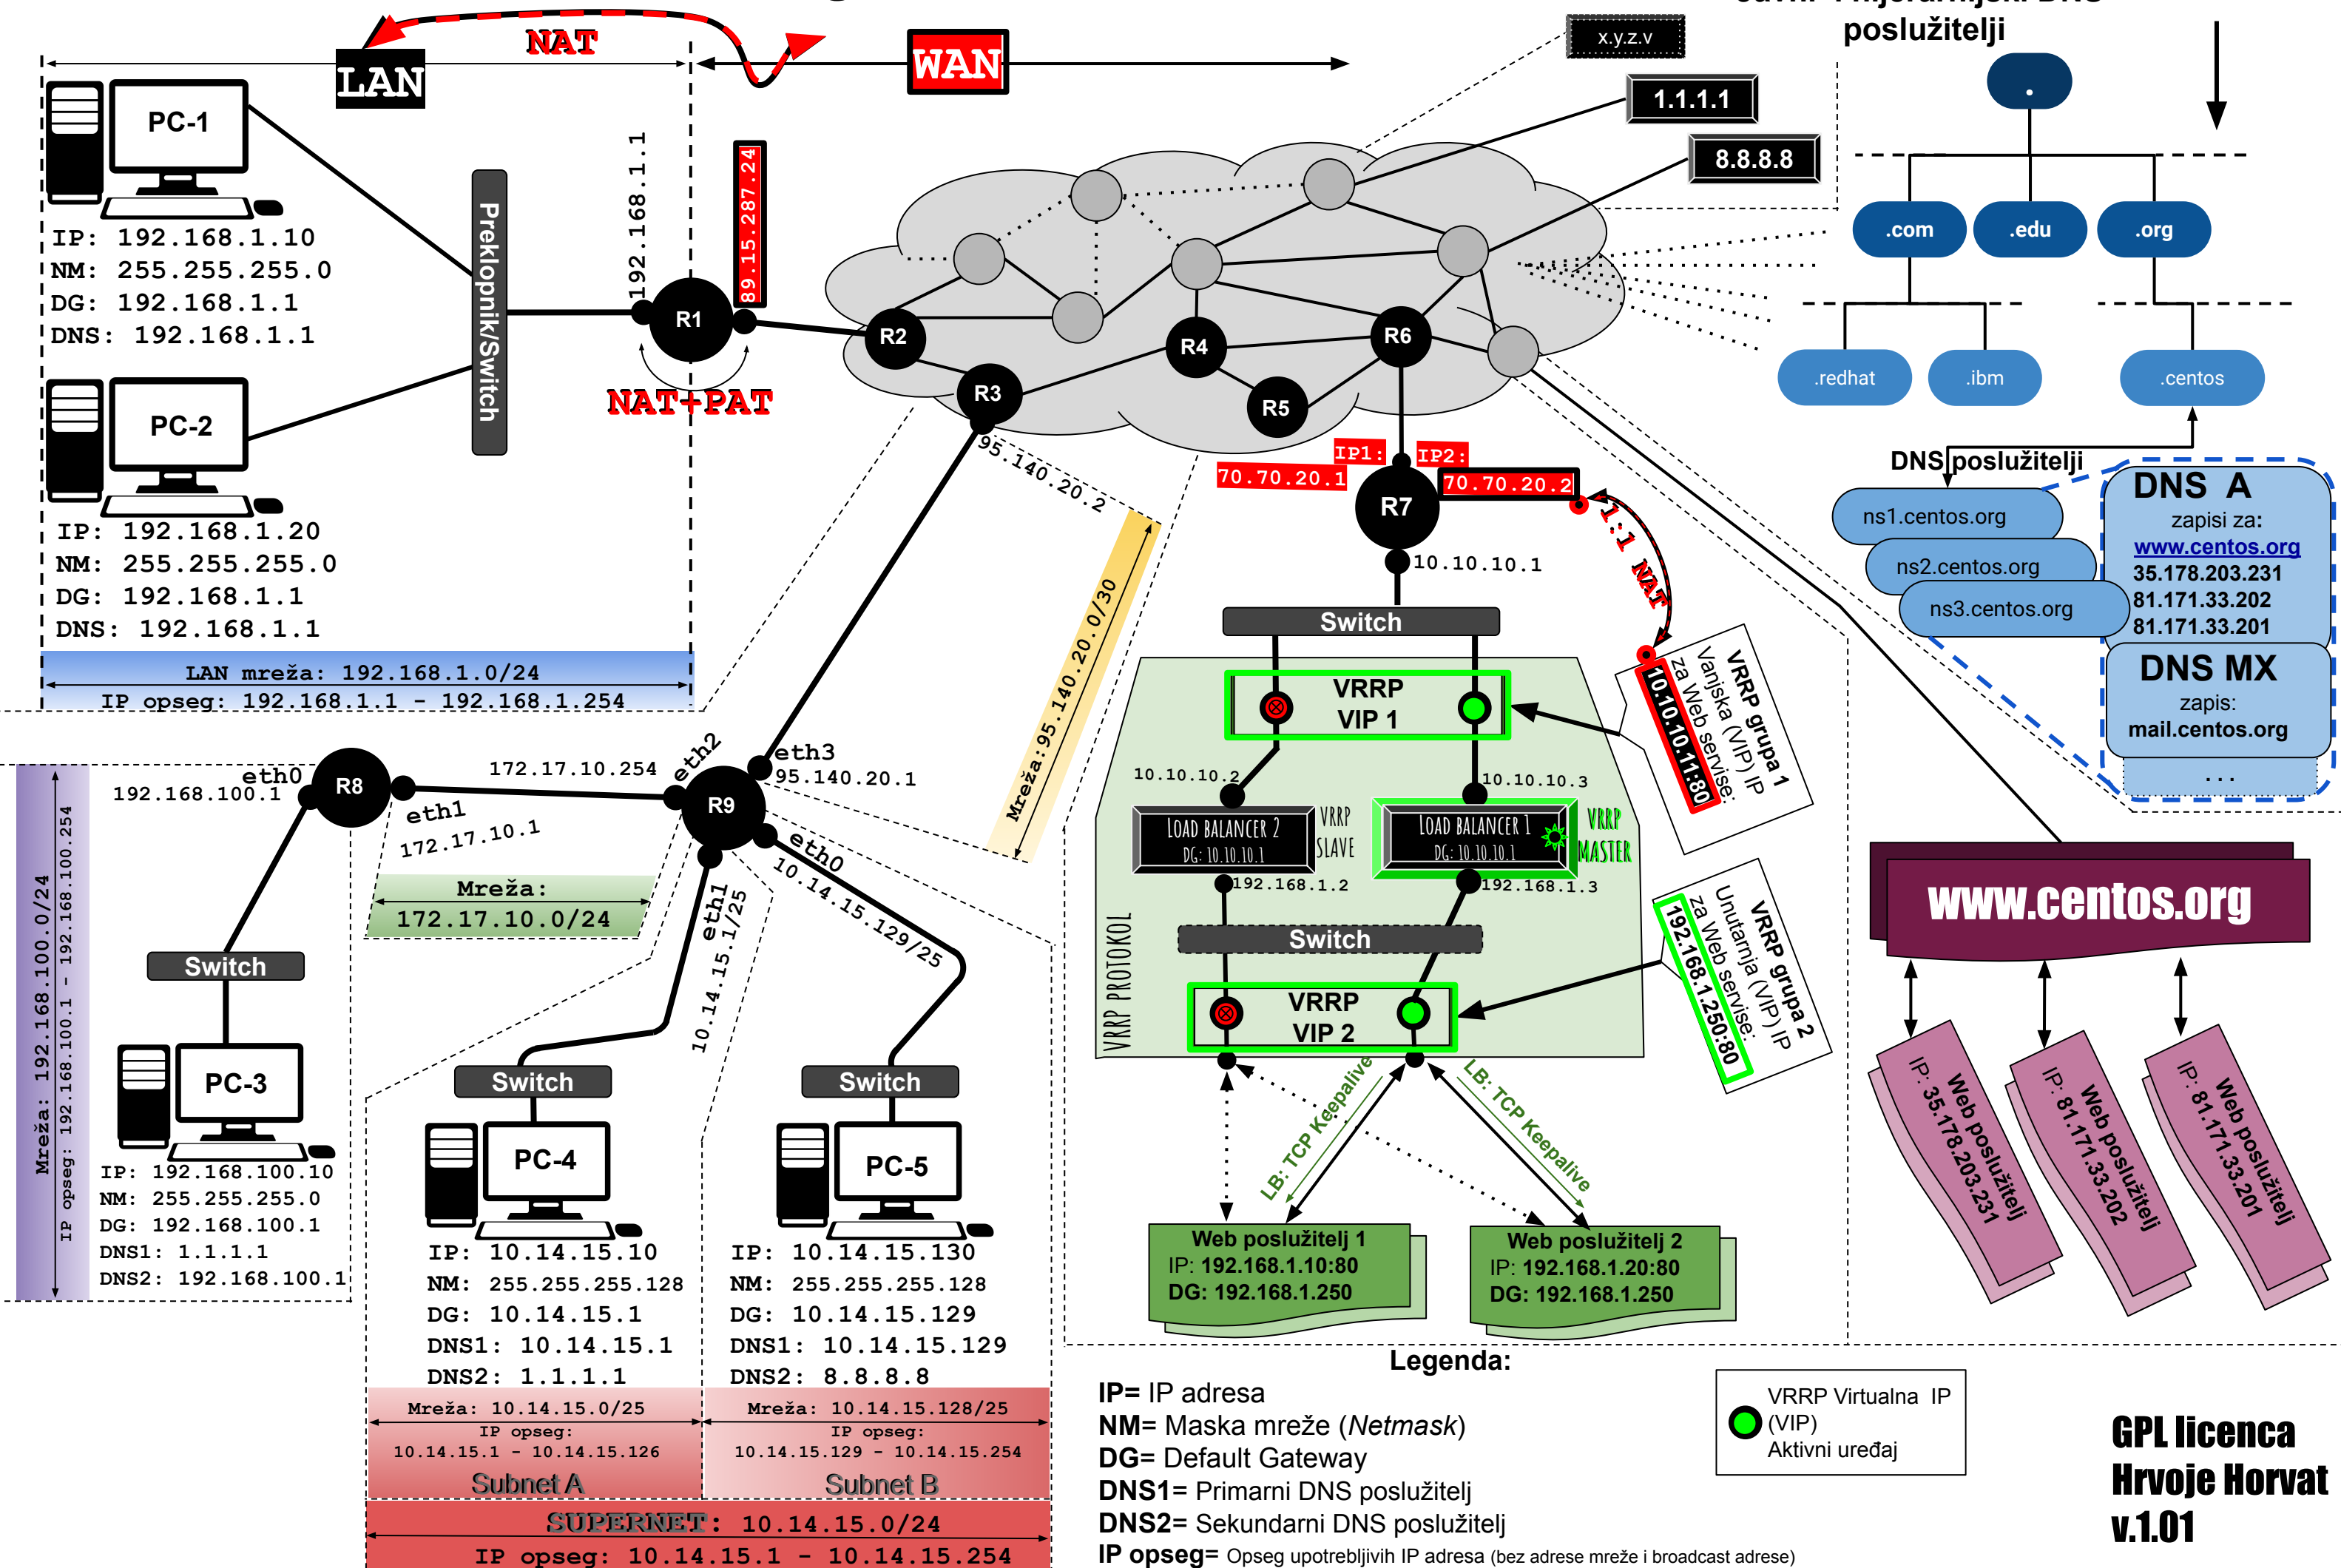 poslužitelji
NAT
LAN
WAN
x.y.z.v
1.1.1.1
8.8.8.8
.
.com
.edu
.org
.redhat
.ibm
.centos
PC-1
IP: 192.168.1.10
NM: 255.255.255.0
DG: 192.168.1.1
DNS: 192.168.1.1
PC-2
IP: 192.168.1.20
NM: 255.255.255.0
DG: 192.168.1.1
DNS: 192.168.1.1
Preklopnik/Switch
192.168.1.1
R1
89.15.287.24
NAT+PAT
LAN mreža: 192.168.1.0/24
IP opseg: 192.168.1.1 - 192.168.1.254
R2
R3
R4
R5
R6
95.140.20.2
Mreža:95.140.20.0/30
IP1:
70.70.20.1
IP2:
70.70.20.2
R7
1:1 NAT
10.10.10.1
Switch
VRRP
VIP 1
10.10.10.2
10.10.10.3
LOAD BALANCER 2
DG: 10.10.10.1
VRRP
SLAVE
LOAD BALANCER 1
DG: 10.10.10.1
VRRP
MASTER
192.168.1.2
192.168.1.3
Switch
VRRP PROTOKOL
VRRP
VIP 2
VRRP grupa 1
Vanjska (VIP) IP
za Web servise:
10.10.10.11:80
VRRP grupa 2
Unutarnja (VIP) IP
za Web servise:
192.168.1.250:80
LB: TCP Keepalive
LB: TCP Keepalive
Web poslužitelj 1
IP: 192.168.1.10:80
DG: 192.168.1.250
Web poslužitelj 2
IP: 192.168.1.20:80
DG: 192.168.1.250
DNS poslužitelji
ns1.centos.org
ns2.centos.org
ns3.centos.org
DNS A
zapisi za:
www.centos.org
35.178.203.231
81.171.33.202
81.171.33.201
DNS MX
zapis:
mail.centos.org
...
www.centos.org
Web poslužitelj
IP: 35.178.203.231
Web poslužitelj
IP: 81.171.33.202
Web poslužitelj
IP: 81.171.33.201
eth0
192.168.100.1
R8
eth1
172.17.10.1
172.17.10.254
eth2
R9
eth3
95.140.20.1
eth0
10.14.15.129/25
eth1
10.14.15.1/25
Mreža:
172.17.10.0/24
Mreža: 192.168.100.0/24
IP opseg: 192.168.100.1 - 192.168.100.254
Switch
PC-3
IP: 192.168.100.10
NM: 255.255.255.0
DG: 192.168.100.1
DNS1: 1.1.1.1
DNS2: 192.168.100.1
Switch
PC-4
IP: 10.14.15.10
NM: 255.255.255.128
DG: 10.14.15.1
DNS1: 10.14.15.1
DNS2: 1.1.1.1
Switch
PC-5
IP: 10.14.15.130
NM: 255.255.255.128
DG: 10.14.15.129
DNS1: 10.14.15.129
DNS2: 8.8.8.8
Mreža: 10.14.15.0/25
IP opseg:
10.14.15.1 - 10.14.15.126
Subnet A
Mreža: 10.14.15.128/25
IP opseg:
10.14.15.129 - 10.14.15.254
Subnet B
SUPERNET: 10.14.15.0/24
IP opseg: 10.14.15.1 - 10.14.15.254
Legenda:
IP= IP adresa
NM= Maska mreže (Netmask)
DG= Default Gateway
DNS1= Primarni DNS poslužitelj
DNS2= Sekundarni DNS poslužitelj
IP opseg= Opseg upotrebljivih IP adresa (bez adrese mreže i broadcast adrese)
VRRP Virtualna IP
(VIP)
Aktivni uređaj
GPL licenca
Hrvoje Horvat
v.1.01